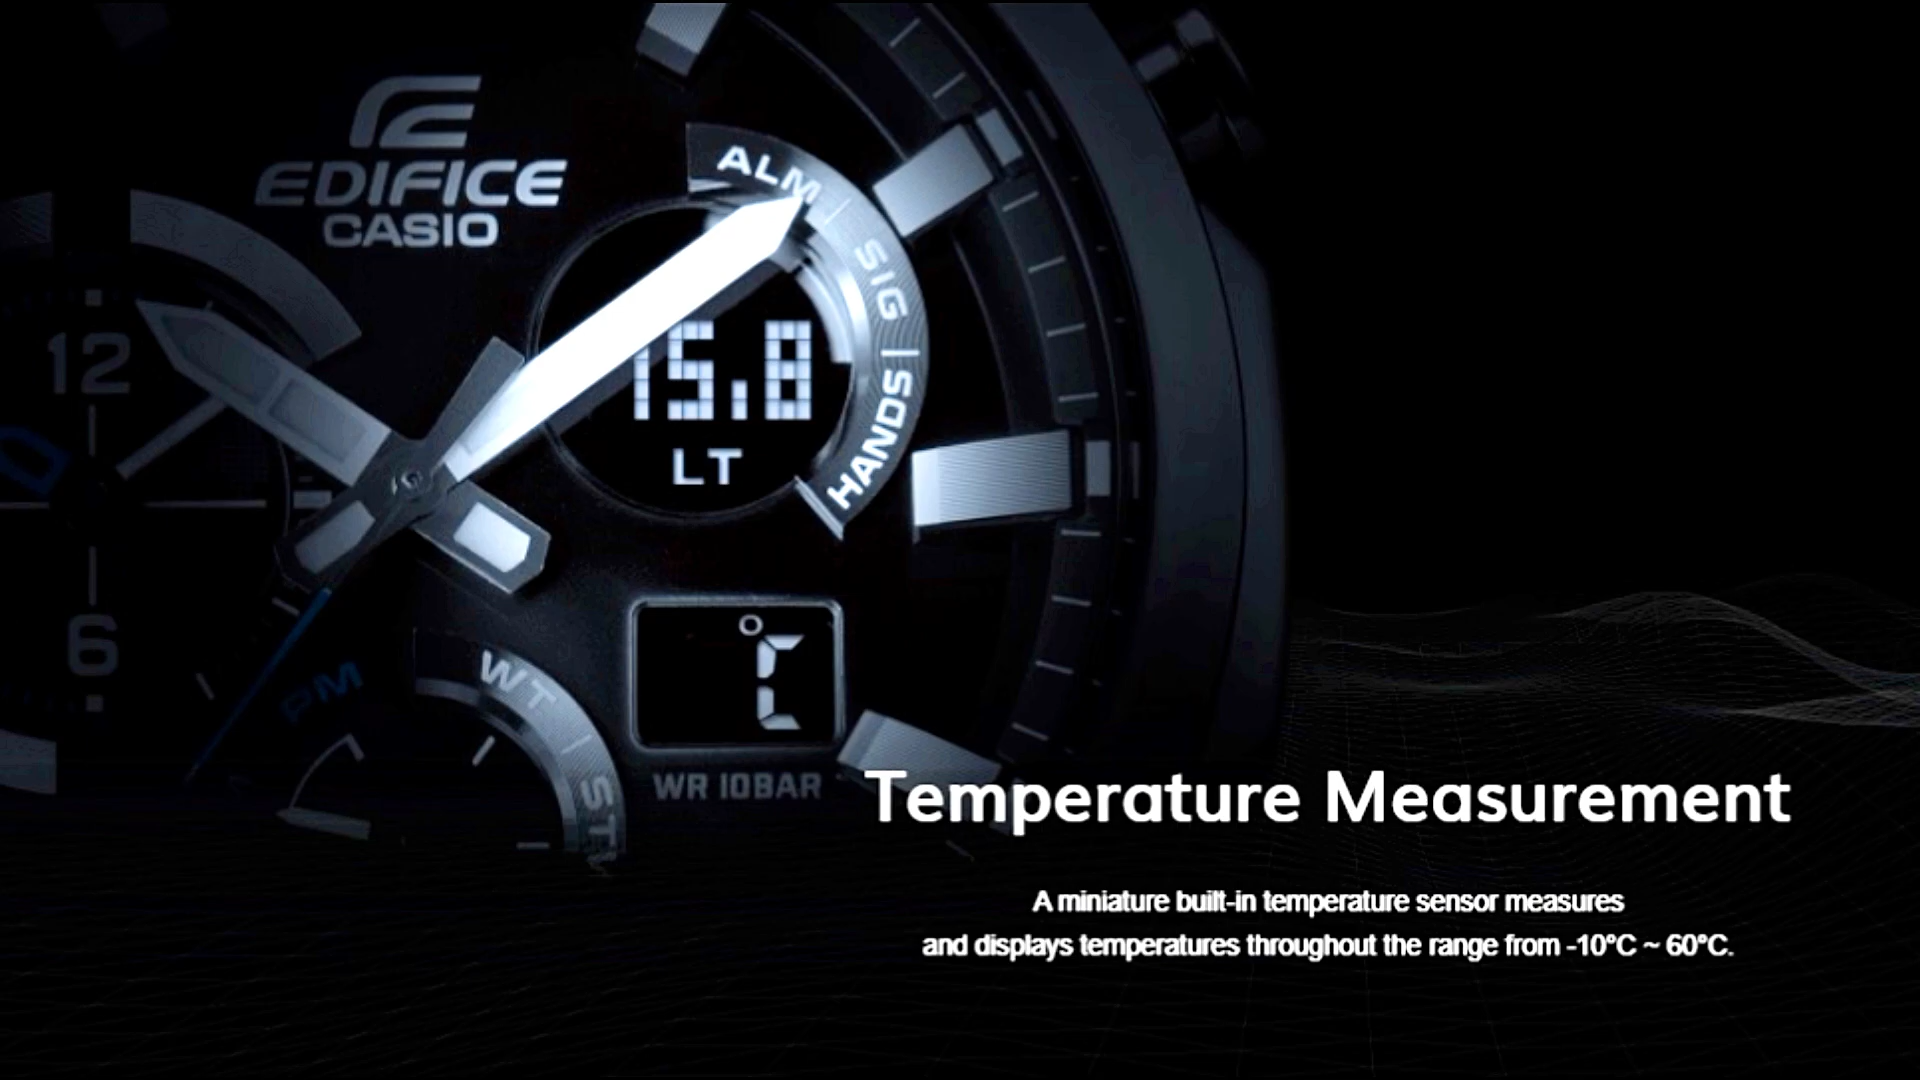 EDIFICE
CASIO
ALM
SIG
HANDS
15.8
LT
12
6
°C
PM
WT
ST
WR 10BAR
Temperature Measurement
A miniature built-in temperature sensor measures
and displays temperatures throughout the range from -10°C ~ 60°C.